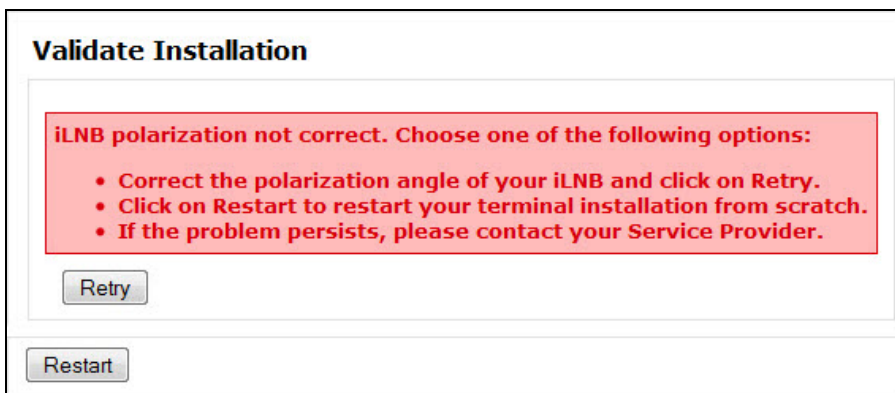 Validate Installation
iLNB polarization not correct. Choose one of the following options:
• Correct the polarization angle of your iLNB and click on Retry.
• Click on Restart to restart your terminal installation from scratch.
• If the problem persists, please contact your Service Provider.
Retry
Restart